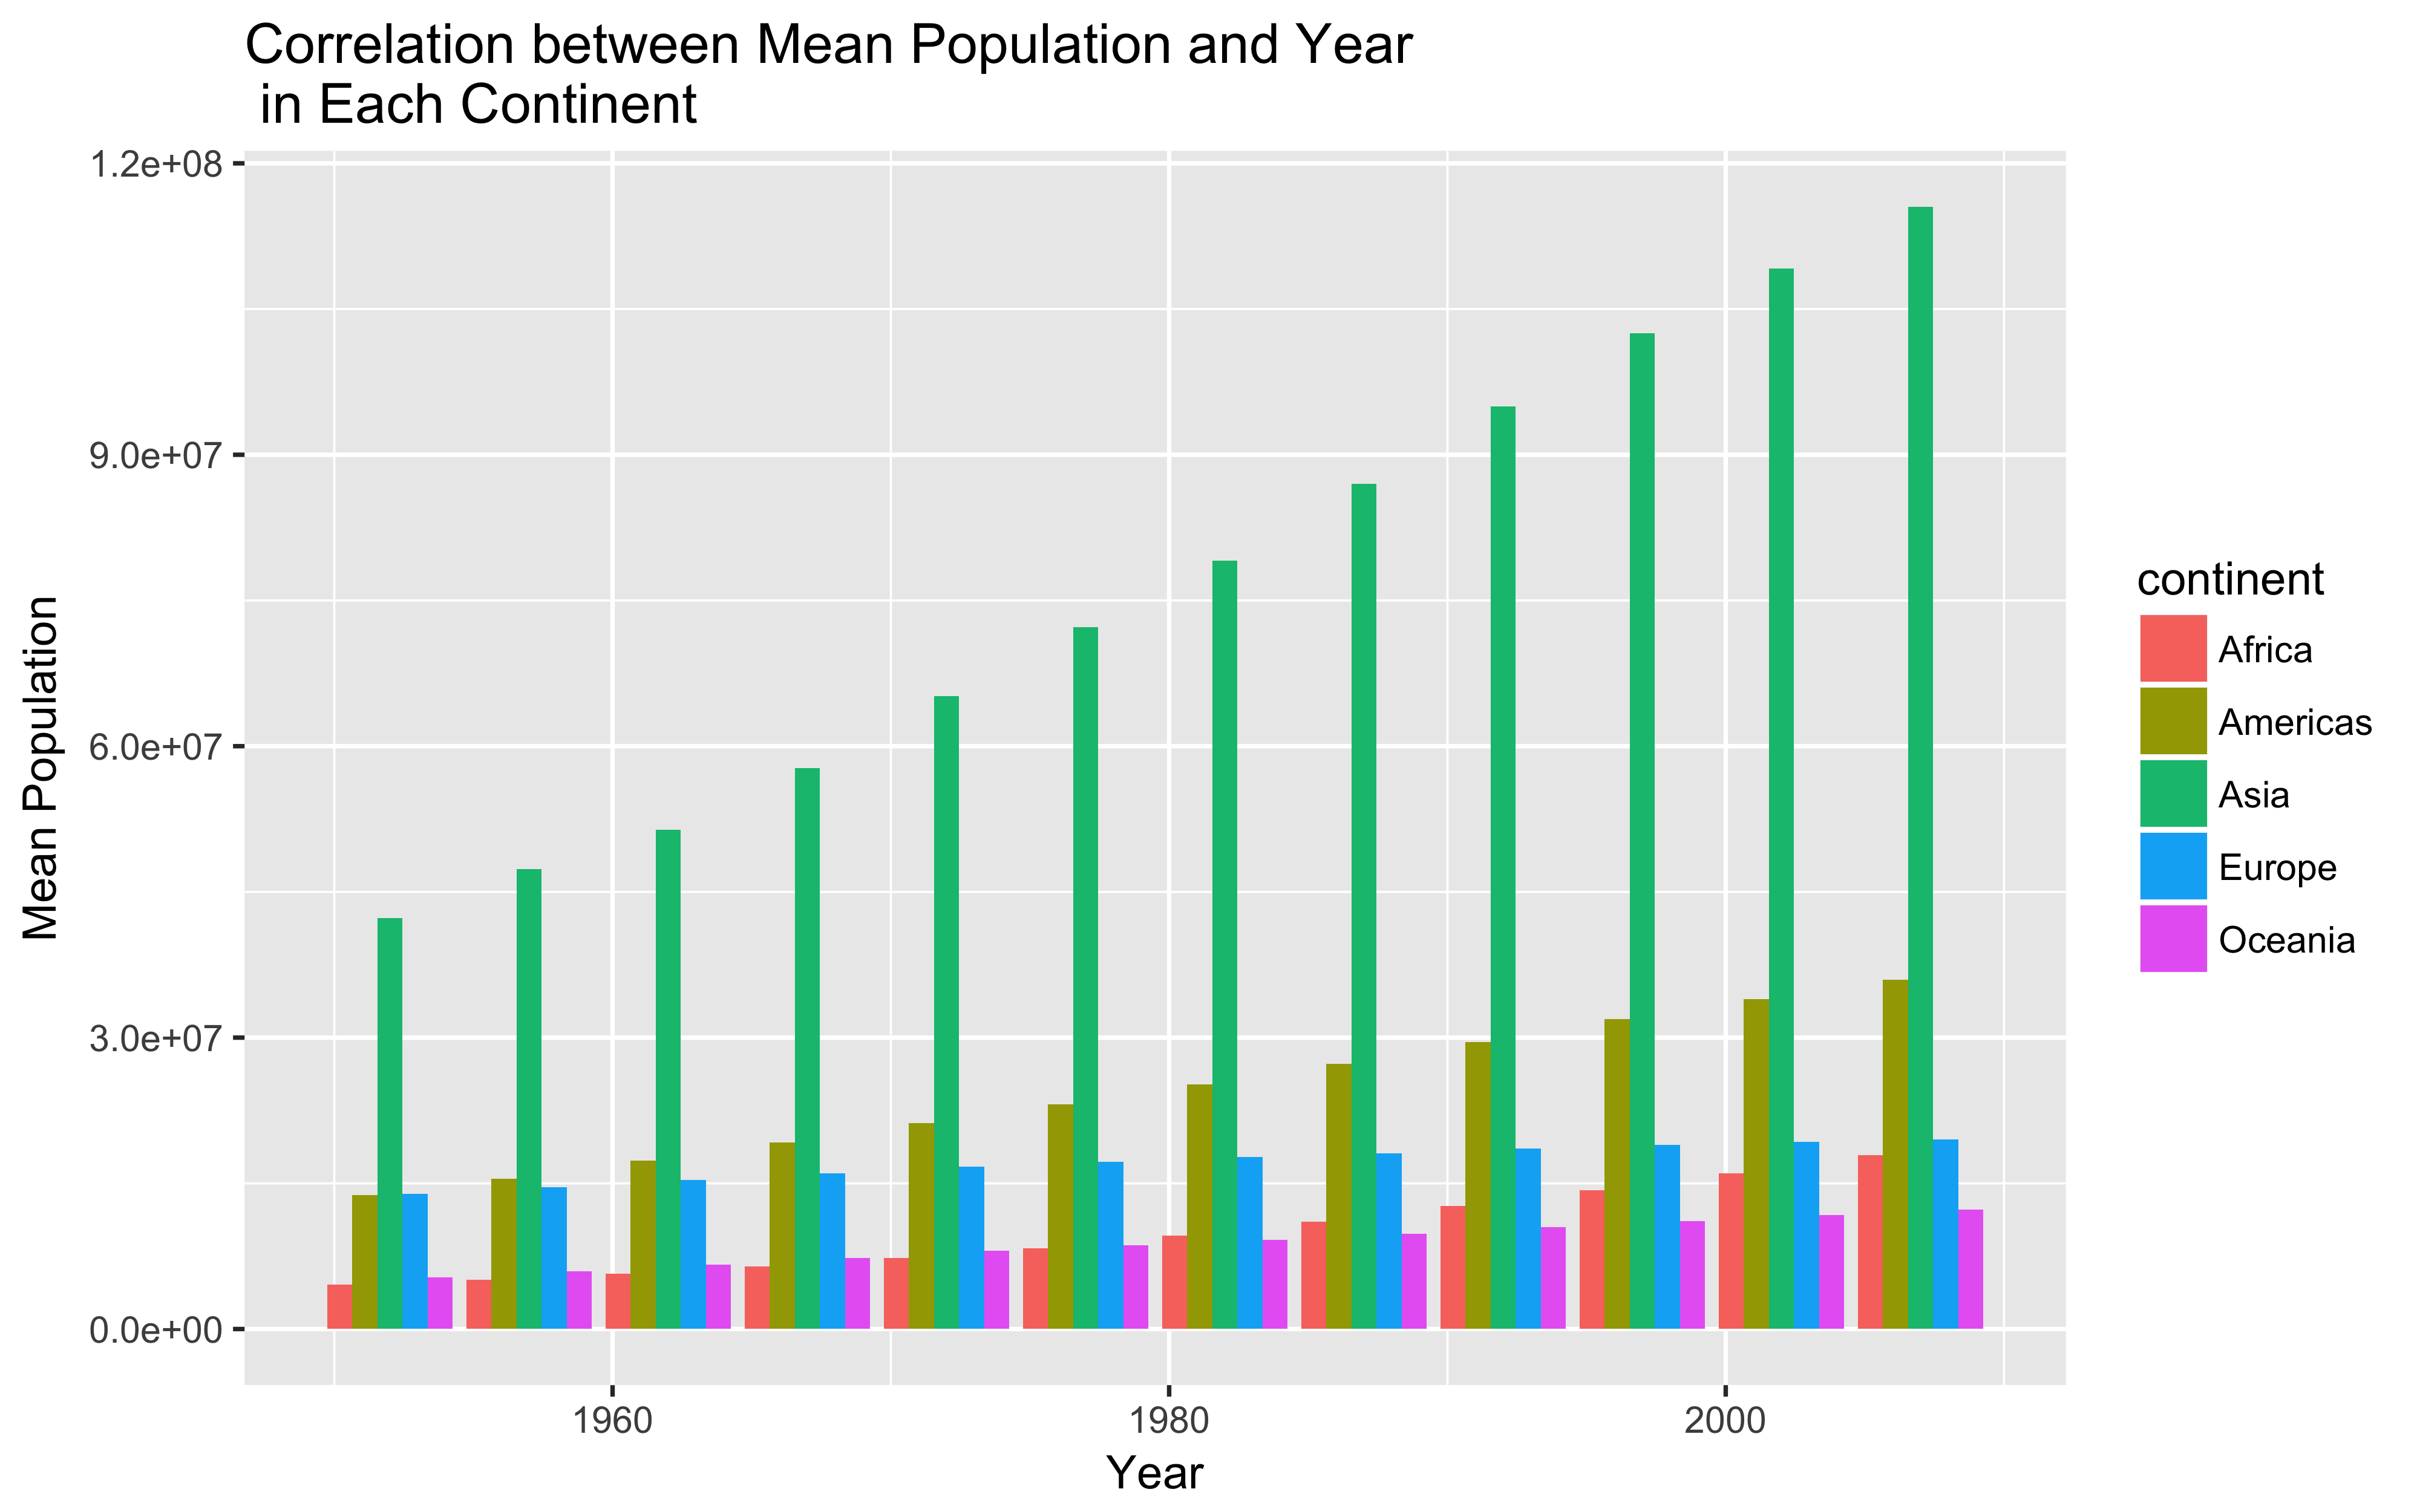 Correlation between Mean Population and Year
in Each Continent
1.2e+08
9.0e+07
6.0e+07
3.0e+07
0.0e+00
Mean Population
1960
1980
2000
Year
continent
Africa
Americas
Asia
Europe
Oceania